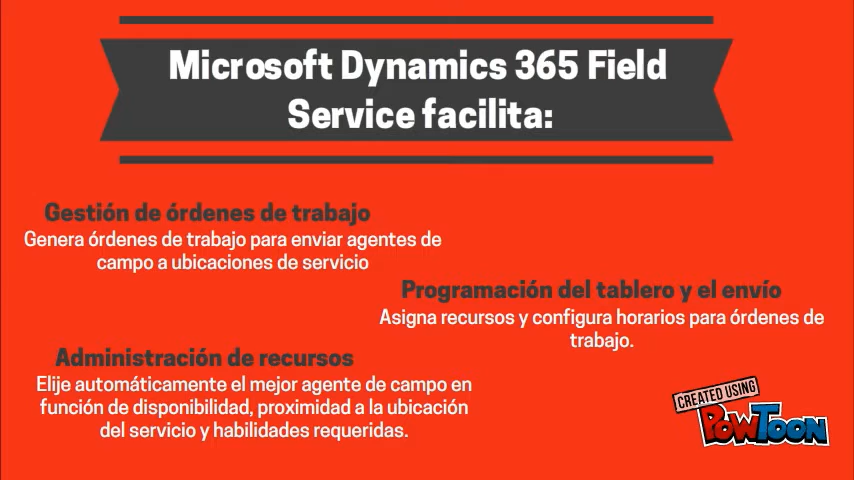 Microsoft Dynamics 365 Field
Service facilita:
Gestión de órdenes de trabajo
Genera órdenes de trabajo para enviar agentes de
campo a ubicaciones de servicio
Programación del tablero y el envío
Asigna recursos y configura horarios para órdenes de
trabajo.
Administración de recursos
Elije automáticamente el mejor agente de campo en
función de disponibilidad, proximidad a la ubicación
del servicio y habilidades requeridas.
CREATED USING
POWTOON